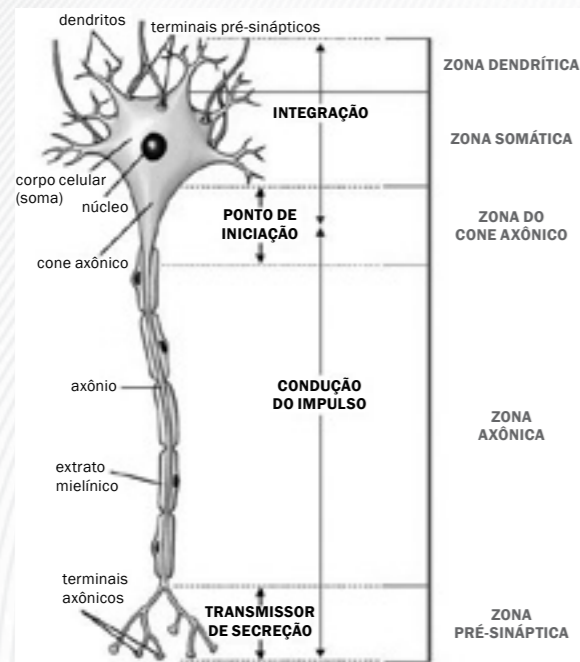 dendritos
terminais pré-sinápticos
ZONA DENDRÍTICA
INTEGRAÇÃO
ZONA SOMÁTICA
corpo celular
(soma)
núcleo
PONTO DE
INICIAÇÃO
ZONA DO
CONE AXÔNICO
cone axônico
axônio
CONDUÇÃO
DO IMPULSO
ZONA
AXÔNICA
extrato
mielínico
terminais
axônicos
TRANSMISSOR
DE SECREÇÃO
ZONA
PRÉ-SINÁPTICA